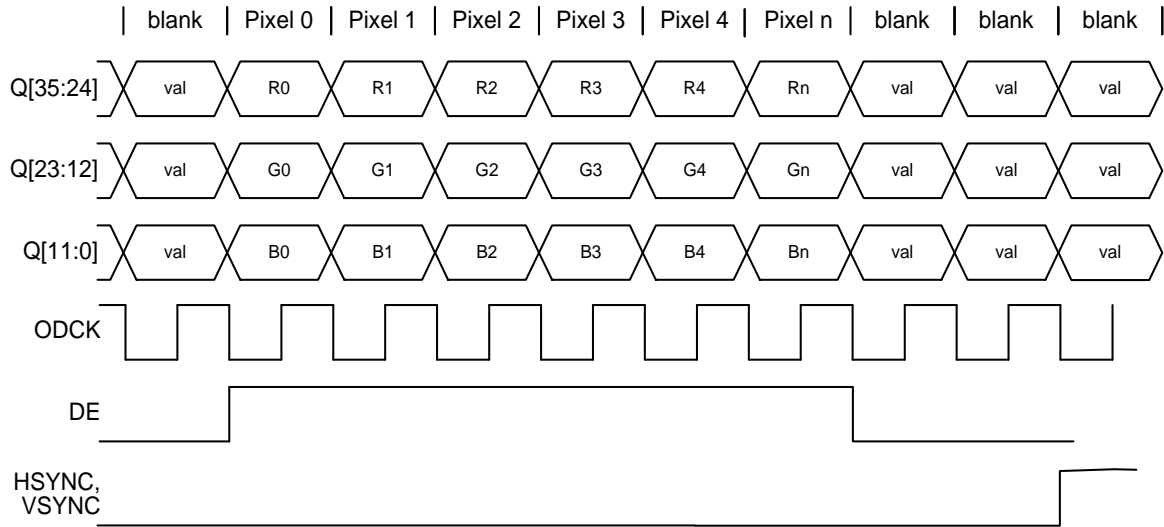 | blank | Pixel 0 | Pixel 1 | Pixel 2 | Pixel 3 | Pixel 4 | Pixel n | blank | blank | blank |
Q[35:24] val R0 R1 R2 R3 R4 Rn val val val
Q[23:12] val G0 G1 G2 G3 G4 Gn val val val
Q[11:0] val B0 B1 B2 B3 B4 Bn val val val
ODCK
DE
HSYNC,
VSYNC